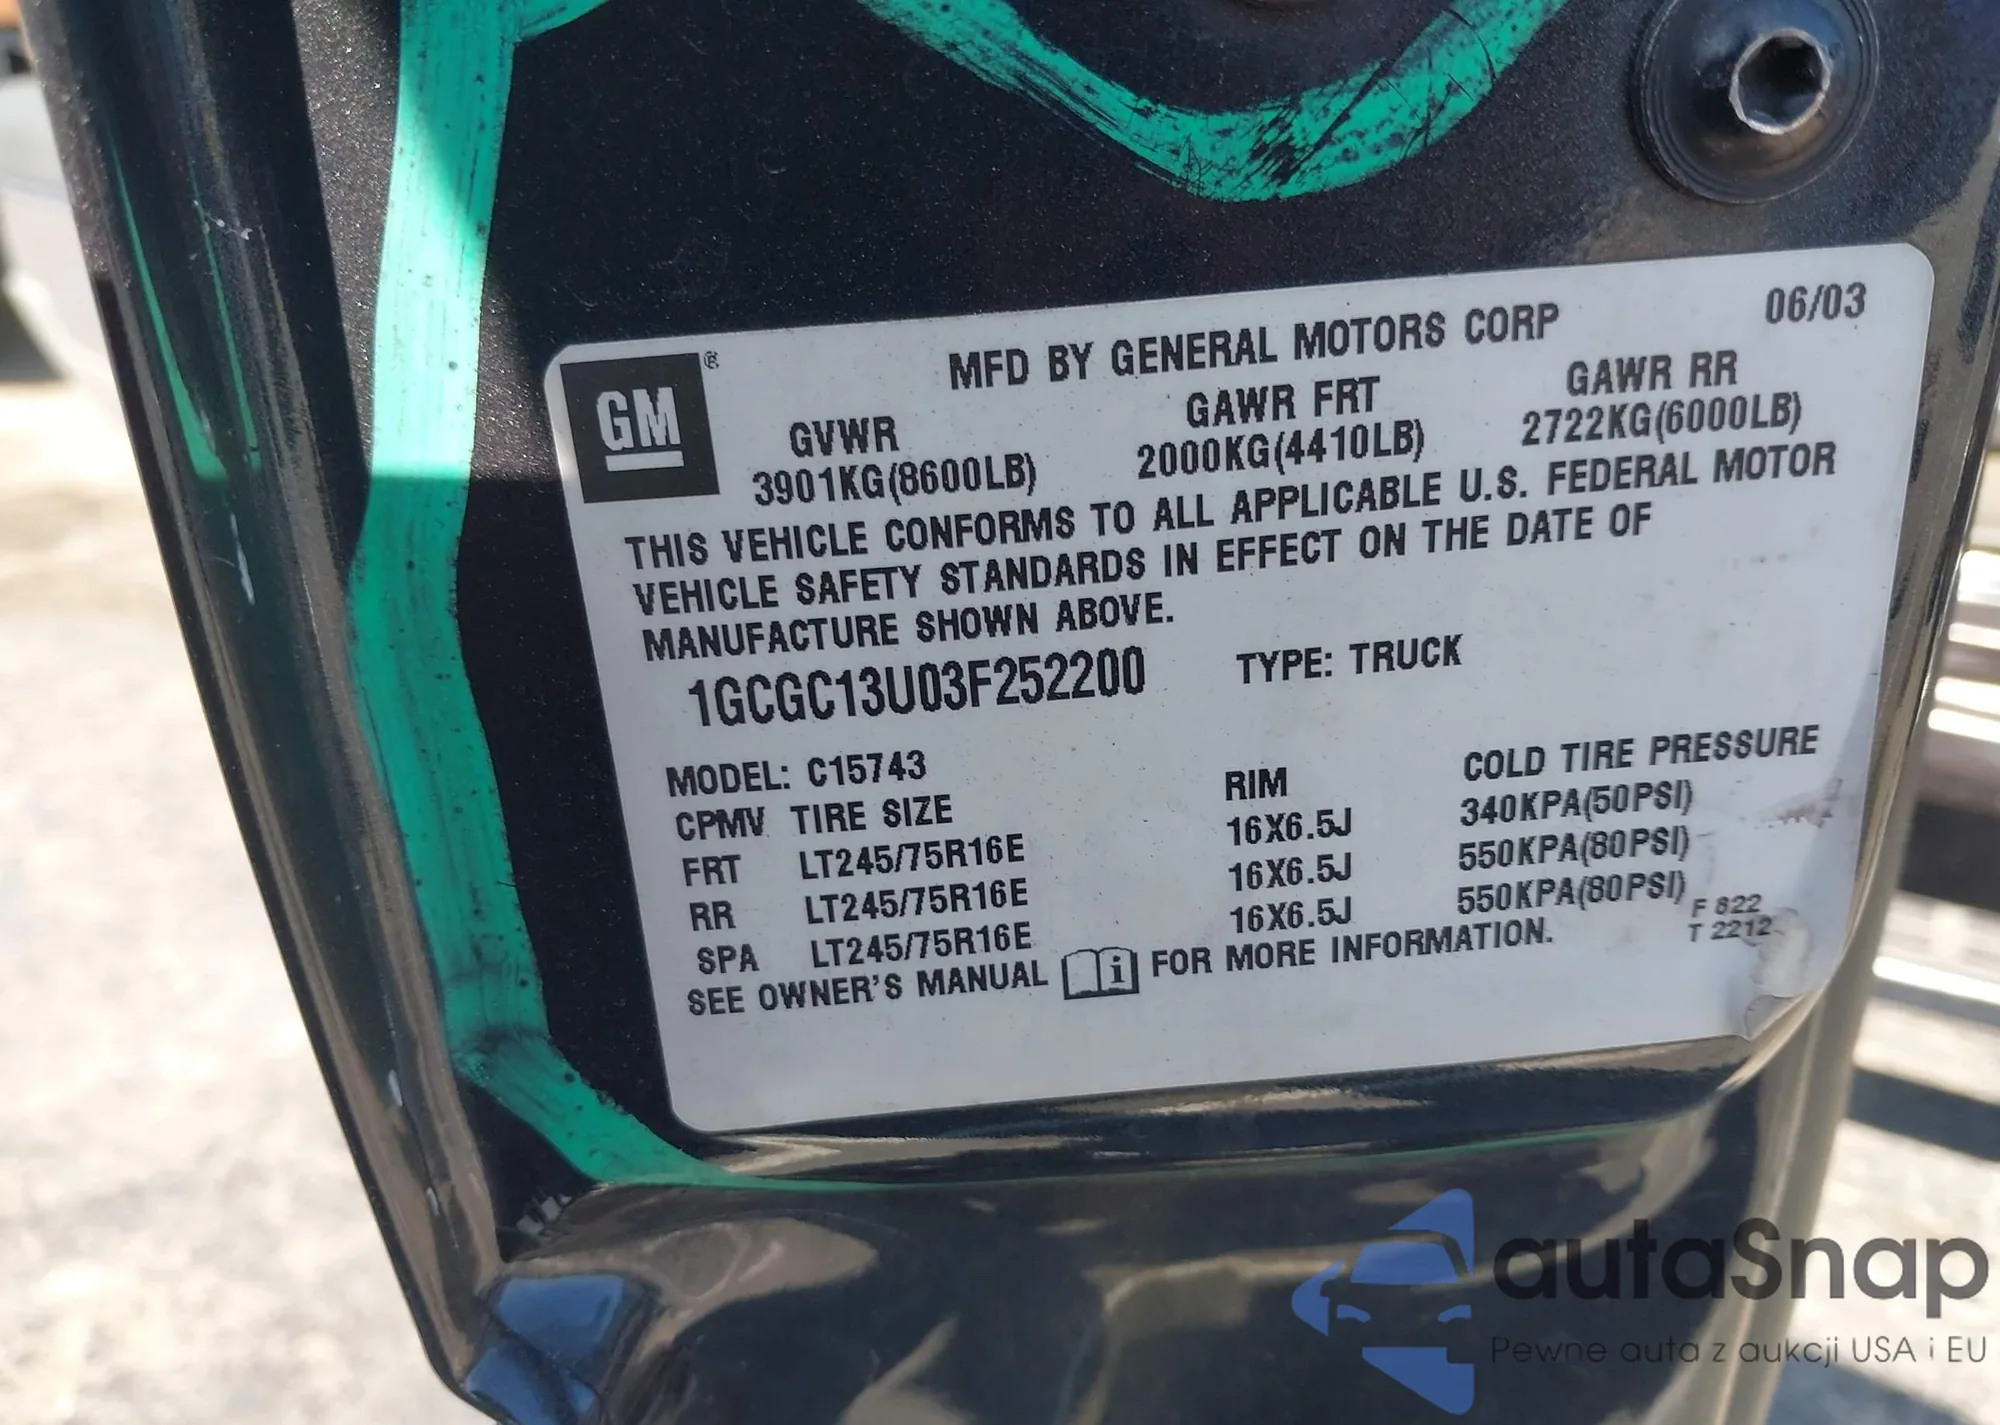 06/03
MFD BY GENERAL MOTORS CORP
GM®
GVWR GAWR FRT GAWR RR
3901KG(8600LB) 2000KG(4410LB) 2722KG(6000LB)
THIS VEHICLE CONFORMS TO ALL APPLICABLE U.S. FEDERAL MOTOR
VEHICLE SAFETY STANDARDS IN EFFECT ON THE DATE OF
MANUFACTURE SHOWN ABOVE.
1GCGC13U03F252200 TYPE: TRUCK
MODEL: C15743
CPMV TIRE SIZE RIM COLD TIRE PRESSURE
FRT LT245/75R16E 16X6.5J 340KPA(50PSI)
RR LT245/75R16E 16X6.5J 550KPA(80PSI)
SPA LT245/75R16E 16X6.5J 550KPA(80PSI)
F 822
T 2212
SEE OWNER'S MANUAL i FOR MORE INFORMATION.
autaSnap
Pewne auta z aukcji USA i EU